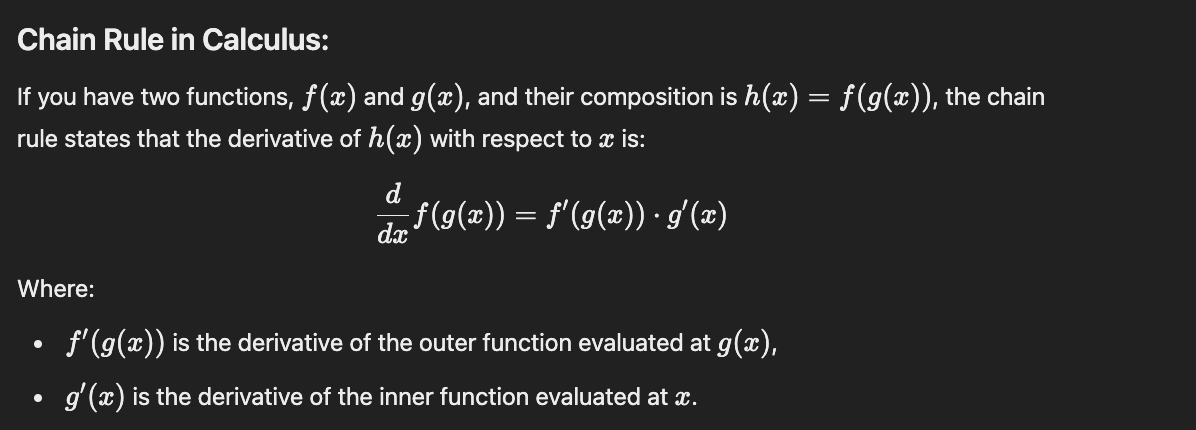 Chain Rule in Calculus:
If you have two functions, f(x) and g(x), and their composition is h(x) = f(g(x)), the chain
rule states that the derivative of h(x) with respect to x is:
d/dx f(g(x)) = f′(g(x)) · g′(x)
Where:
• f′(g(x)) is the derivative of the outer function evaluated at g(x),
• g′(x) is the derivative of the inner function evaluated at x.